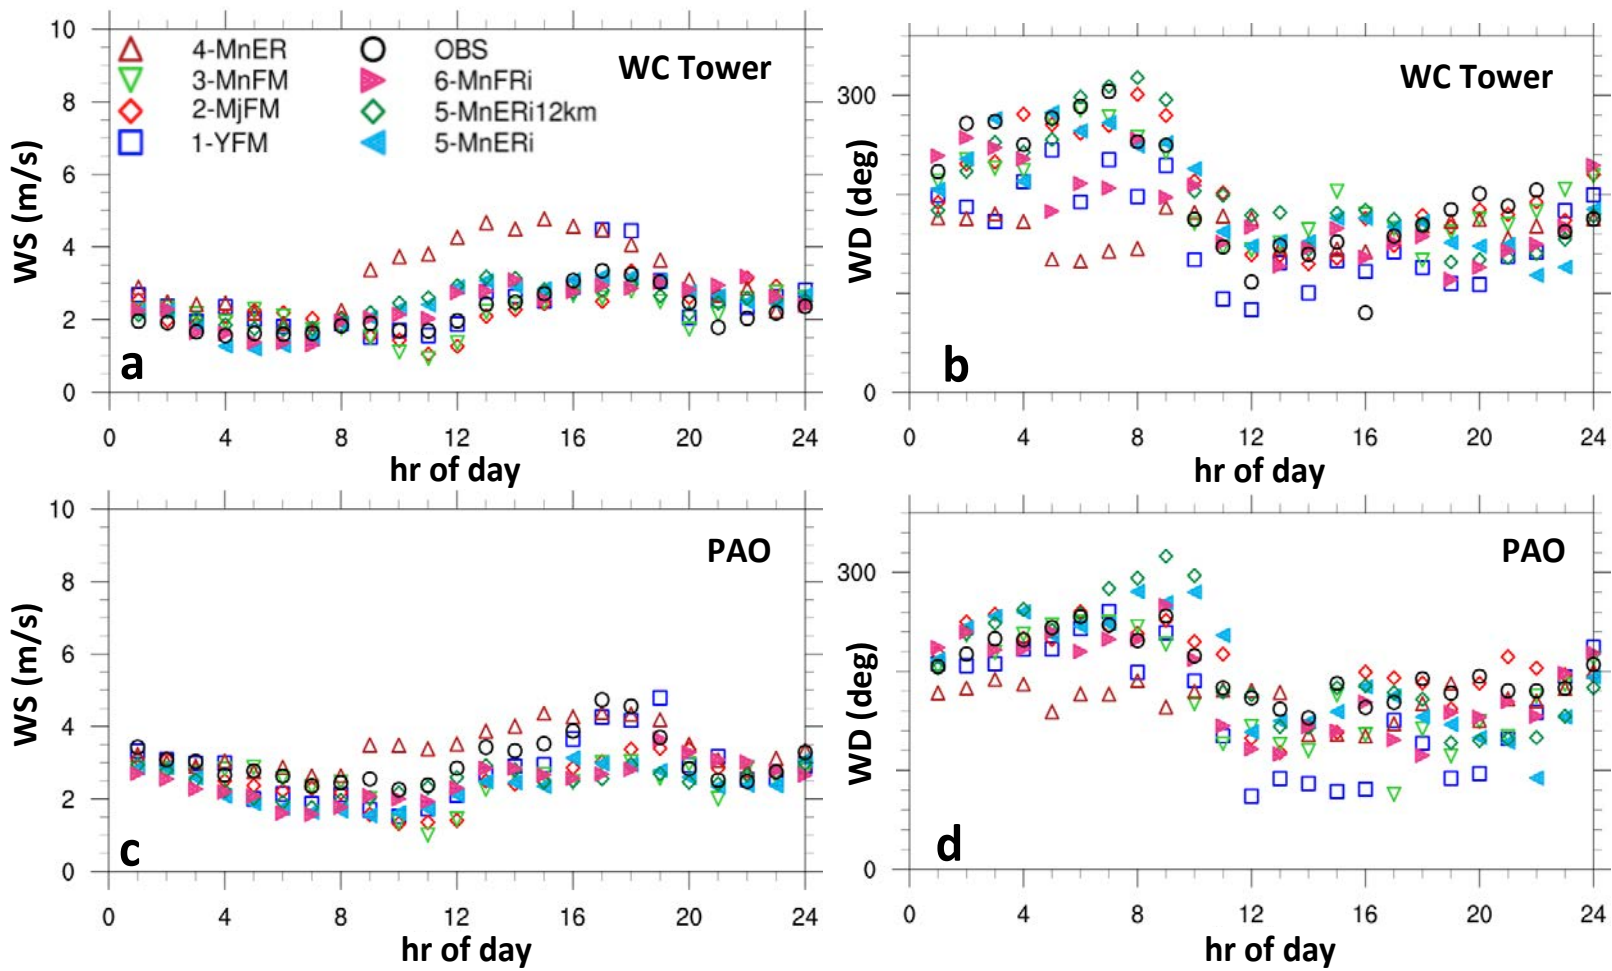 10
8
6
4
2
0
WS (m/s)
4-MnER
3-MnFM
2-MjFM
1-YFM
OBS
6-MnFRi
5-MnERi12km
5-MnERi
WC Tower
a
0 4 8 12 16 20 24
hr of day
300
0
WD (deg)
WC Tower
b
0 4 8 12 16 20 24
hr of day
10
8
6
4
2
0
WS (m/s)
PAO
c
0 4 8 12 16 20 24
hr of day
300
0
WD (deg)
PAO
d
0 4 8 12 16 20 24
hr of day